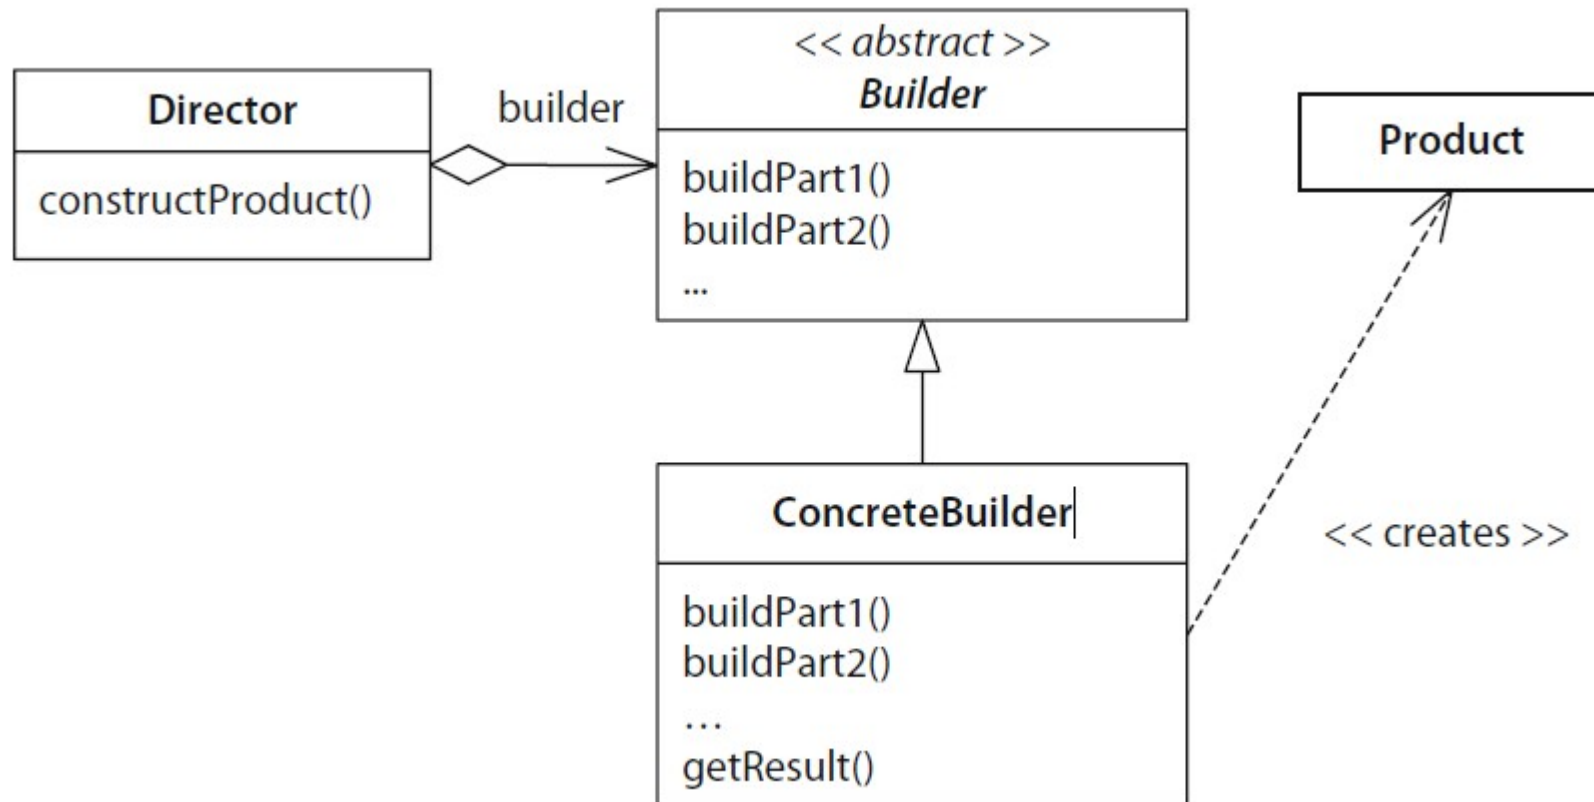 Director
constructProduct()
builder
<< abstract >>
Builder
buildPart1()
buildPart2()
...
Product
ConcreteBuilder
buildPart1()
buildPart2()
...
getResult()
<< creates >>